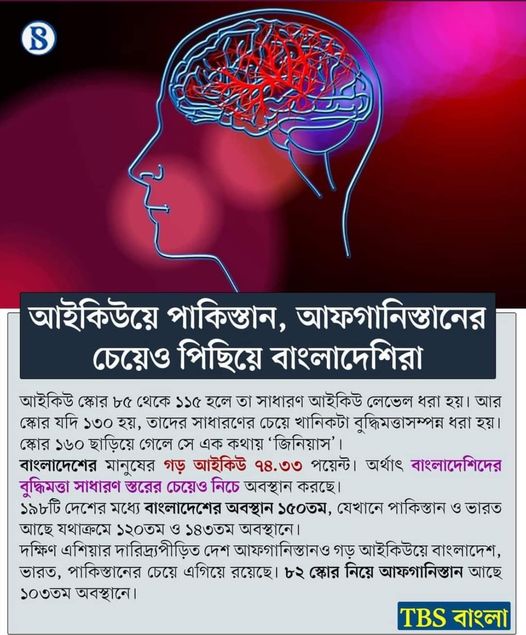 আইকিউয়ে পাকিস্তান, আফগানিস্তানের
চেয়েও পিছিয়ে বাংলাদেশিরা
আইকিউ স্কোর ৮৫ থেকে ১১৫ হলে তা সাধারণ আইকিউ লেভেল ধরা হয়। আর
স্কোর যদি ১৩০ হয়, তাদের সাধারণের চেয়ে খানিকটা বুদ্ধিমত্তাসম্পন্ন ধরা হয়।
স্কোর ১৬০ ছাড়িয়ে গেলে সে এক কথায় ‘জিনিয়াস’।
বাংলাদেশের মানুষের গড় আইকিউ ৭৪.৩৩ পয়েন্ট। অর্থাৎ বাংলাদেশিদের
বুদ্ধিমত্তা সাধারণ স্তরের চেয়েও নিচে অবস্থান করছে।
১৯৮টি দেশের মধ্যে বাংলাদেশের অবস্থান ১৫০তম, যেখানে পাকিস্তান ও ভারত
আছে যথাক্রমে ১২০তম ও ১৪৩তম অবস্থানে।
দক্ষিণ এশিয়ার দারিদ্র্যপীড়িত দেশ আফগানিস্তানও গড় আইকিউয়ে বাংলাদেশ,
ভারত, পাকিস্তানের চেয়ে এগিয়ে রয়েছে। ৮২ স্কোর নিয়ে আফগানিস্তান আছে
১০৩তম অবস্থানে।
TBS বাংলা